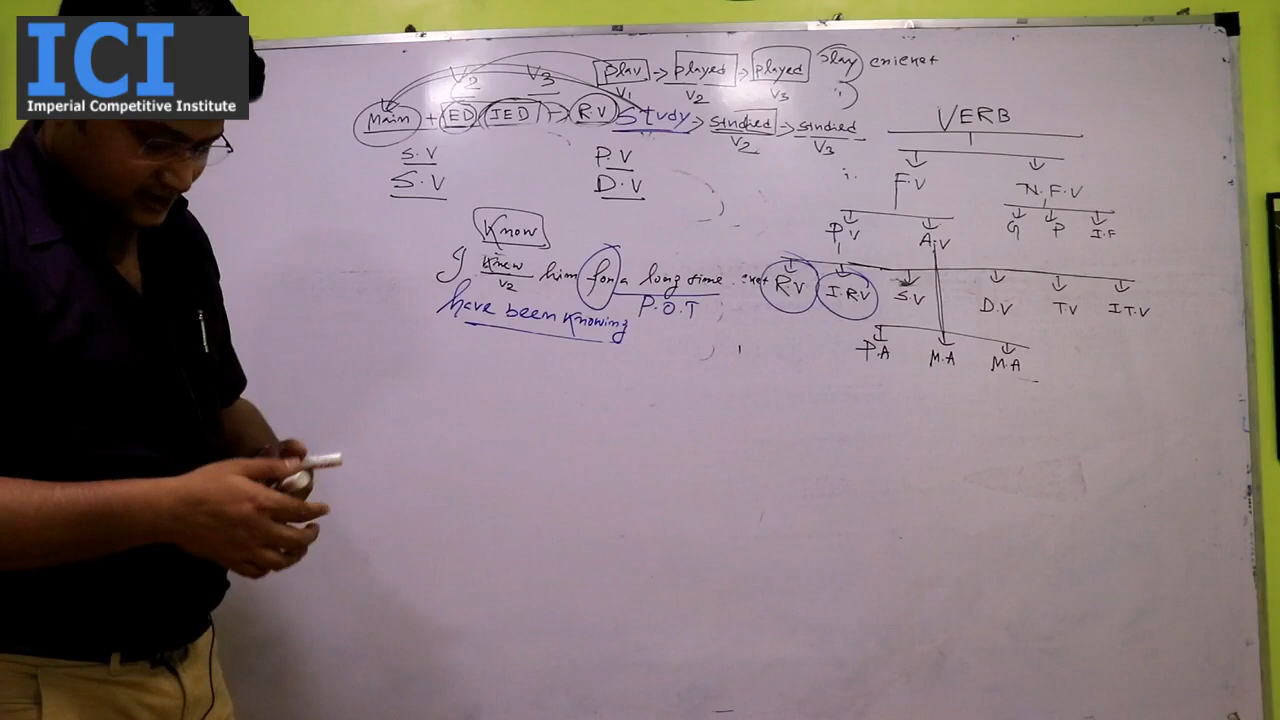 ICI
Imperial Competitive Institute
V2 V3 play → played → played play cricket
V1 V2 V3
Main + ED IED → R.V Study → studied → studied
V2 V3
S.V P.V
S.V D.V
Know
I knew him for a long time.
V2 P.O.T
have been knowing
VERB
F.V N.F.V
P.V A.V G P I.F
R.V I.R.V S.V D.V T.V I.T.V
P.A M.A M.A